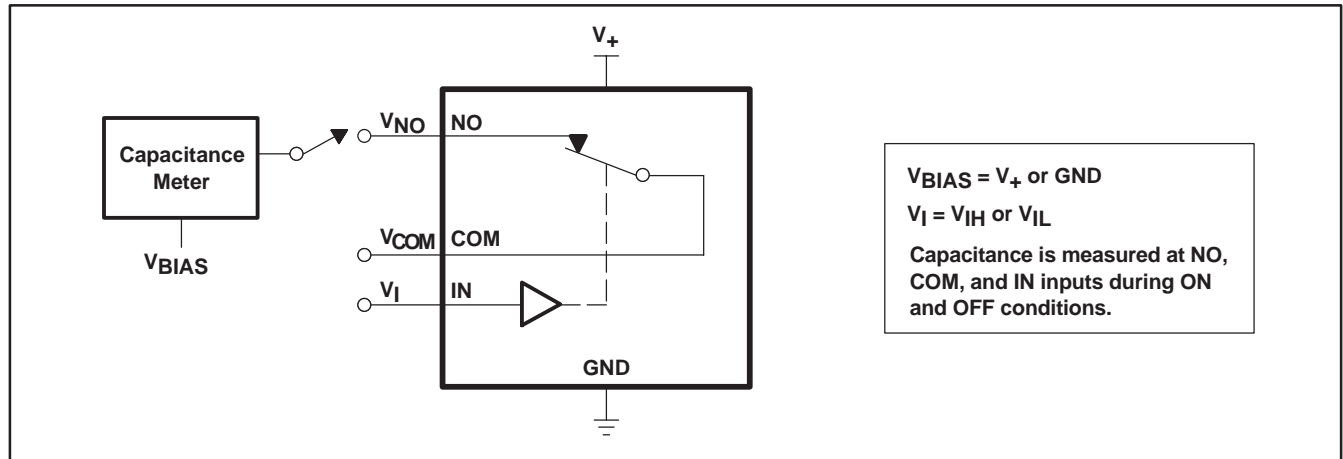 V+
VNO
NO
Capacitance
Meter
VBIAS
VCOM
COM
VI
IN
GND
VBIAS = V+ or GND
VI = VIH or VIL
Capacitance is measured at NO,
COM, and IN inputs during ON
and OFF conditions.